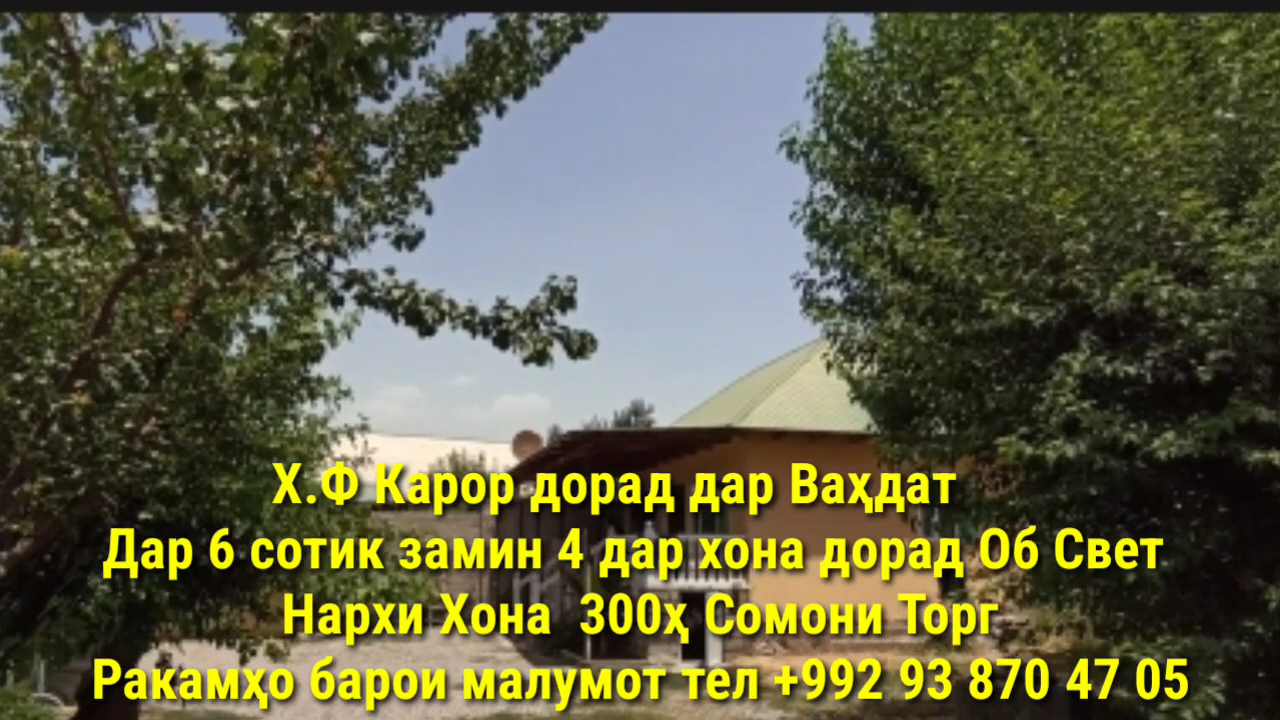 Х.Ф Карор дорад дар Ваҳдат
Дар 6 сотик замин 4 дар хона дорад Об Свет
Нархи Хона 300ҳ Сомони Торг
Ракамҳо барои малумот тел +992 93 870 47 05